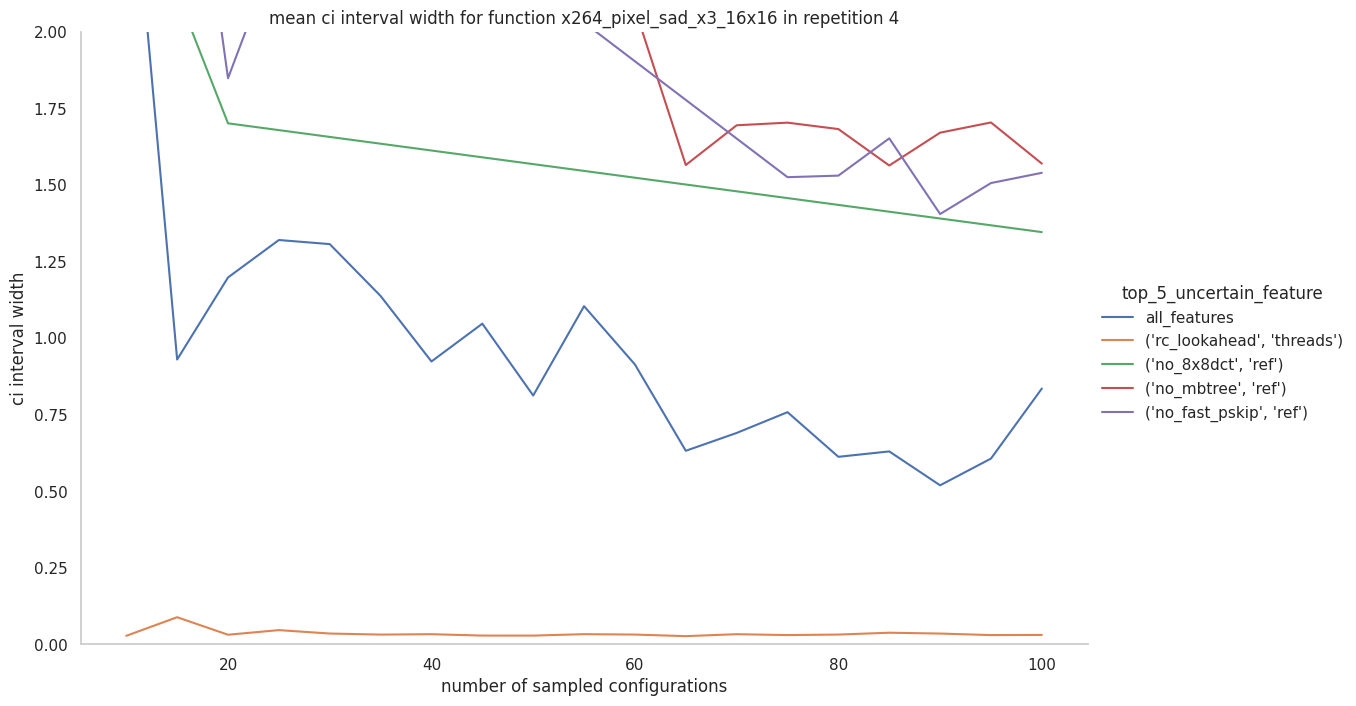 mean ci interval width for function x264_pixel_sad_x3_16x16 in repetition 4
2.00
1.75
1.50
1.25
1.00
0.75
0.50
0.25
0.00
ci interval width
20
40
60
80
100
number of sampled configurations
top_5_uncertain_feature
all_features
('rc_lookahead', 'threads')
('no_8x8dct', 'ref')
('no_mbtree', 'ref')
('no_fast_pskip', 'ref')